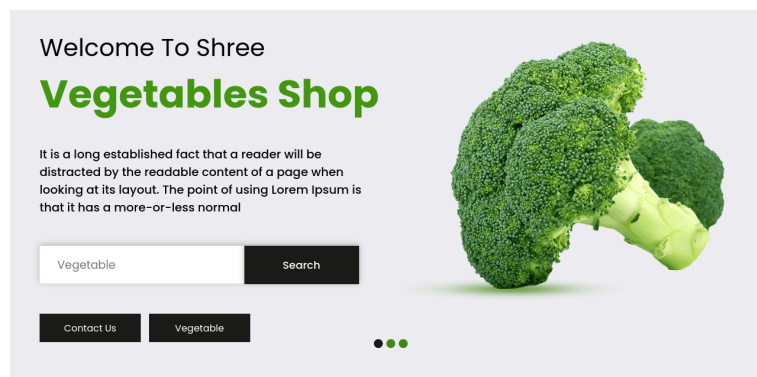 Welcome To Shree
Vegetables Shop
It is a long established fact that a reader will be
distracted by the readable content of a page when
looking at its layout. The point of using Lorem Ipsum is
that it has a more-or-less normal
Vegetable
Search
Contact Us
Vegetable